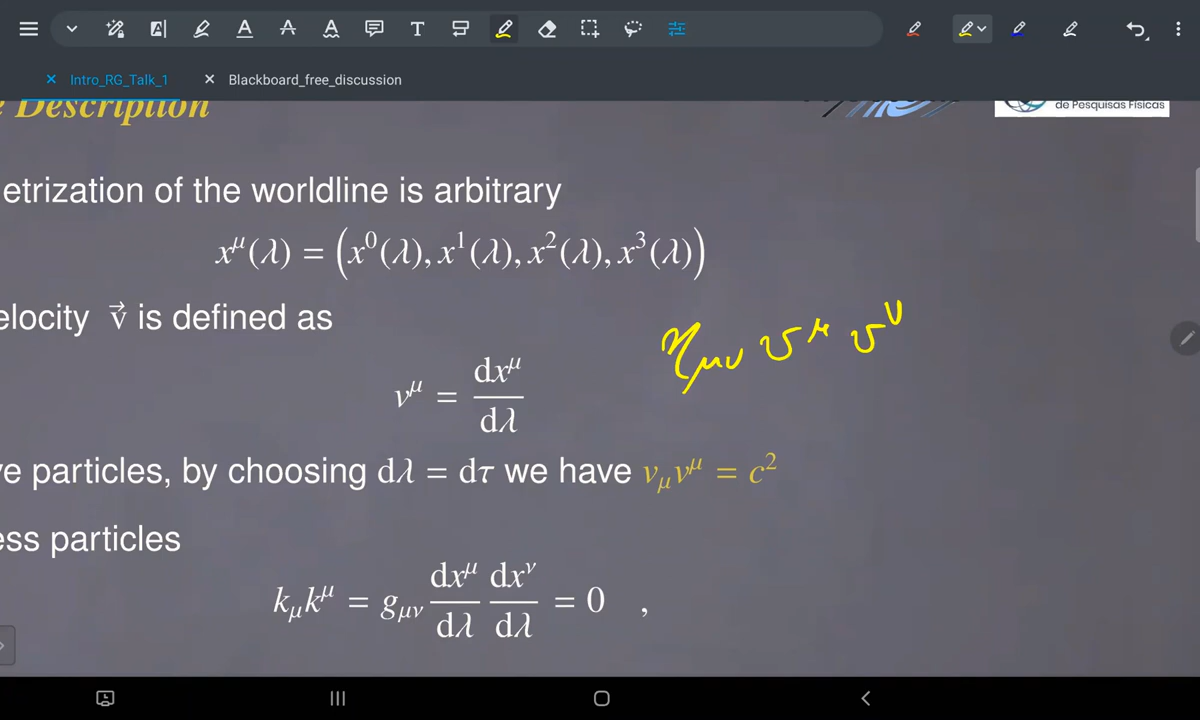 Intro_RG_Talk_1
Blackboard_free_discussion
e Description
de Pesquisas Físicas
etrization of the worldline is arbitrary
x^μ(λ) = (x^0(λ), x^1(λ), x^2(λ), x^3(λ))
elocity v⃗ is defined as
η_μν v^μ v^ν
v^μ = dx^μ/dλ
ve particles, by choosing dλ = dτ we have v_μ v^μ = c^2
ess particles
k_μ k^μ = g_μν dx^μ/dλ dx^ν/dλ = 0 ,